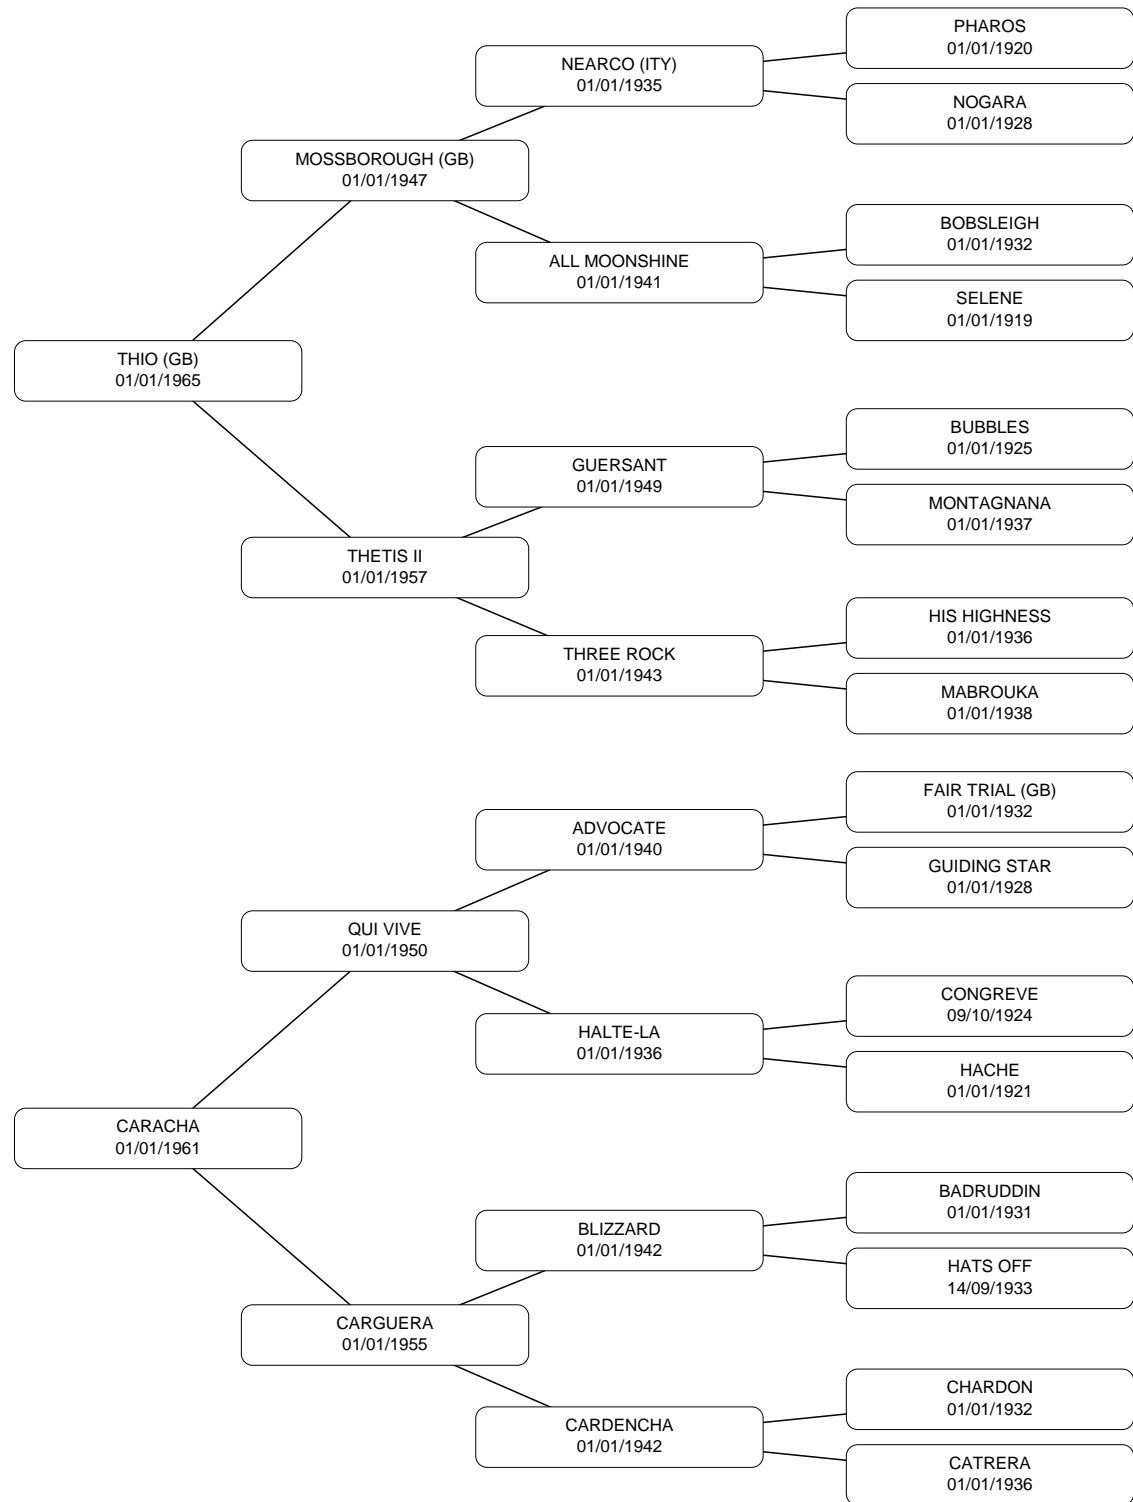 PHAROS
01/01/1920
NEARCO (ITY)
01/01/1935
NOGARA
01/01/1928
MOSSBOROUGH (GB)
01/01/1947
BOBSLEIGH
01/01/1932
ALL MOONSHINE
01/01/1941
SELENE
01/01/1919
THIO (GB)
01/01/1965
BUBBLES
01/01/1925
GUERSANT
01/01/1949
MONTAGNANA
01/01/1937
THETIS II
01/01/1957
HIS HIGHNESS
01/01/1936
THREE ROCK
01/01/1943
MABROUKA
01/01/1938
FAIR TRIAL (GB)
01/01/1932
ADVOCATE
01/01/1940
GUIDING STAR
01/01/1928
QUI VIVE
01/01/1950
CONGREVE
09/10/1924
HALTE-LA
01/01/1936
HACHE
01/01/1921
CARACHA
01/01/1961
BADRUDDIN
01/01/1931
BLIZZARD
01/01/1942
HATS OFF
14/09/1933
CARGUERA
01/01/1955
CHARDON
01/01/1932
CARDENCHA
01/01/1942
CATRERA
01/01/1936